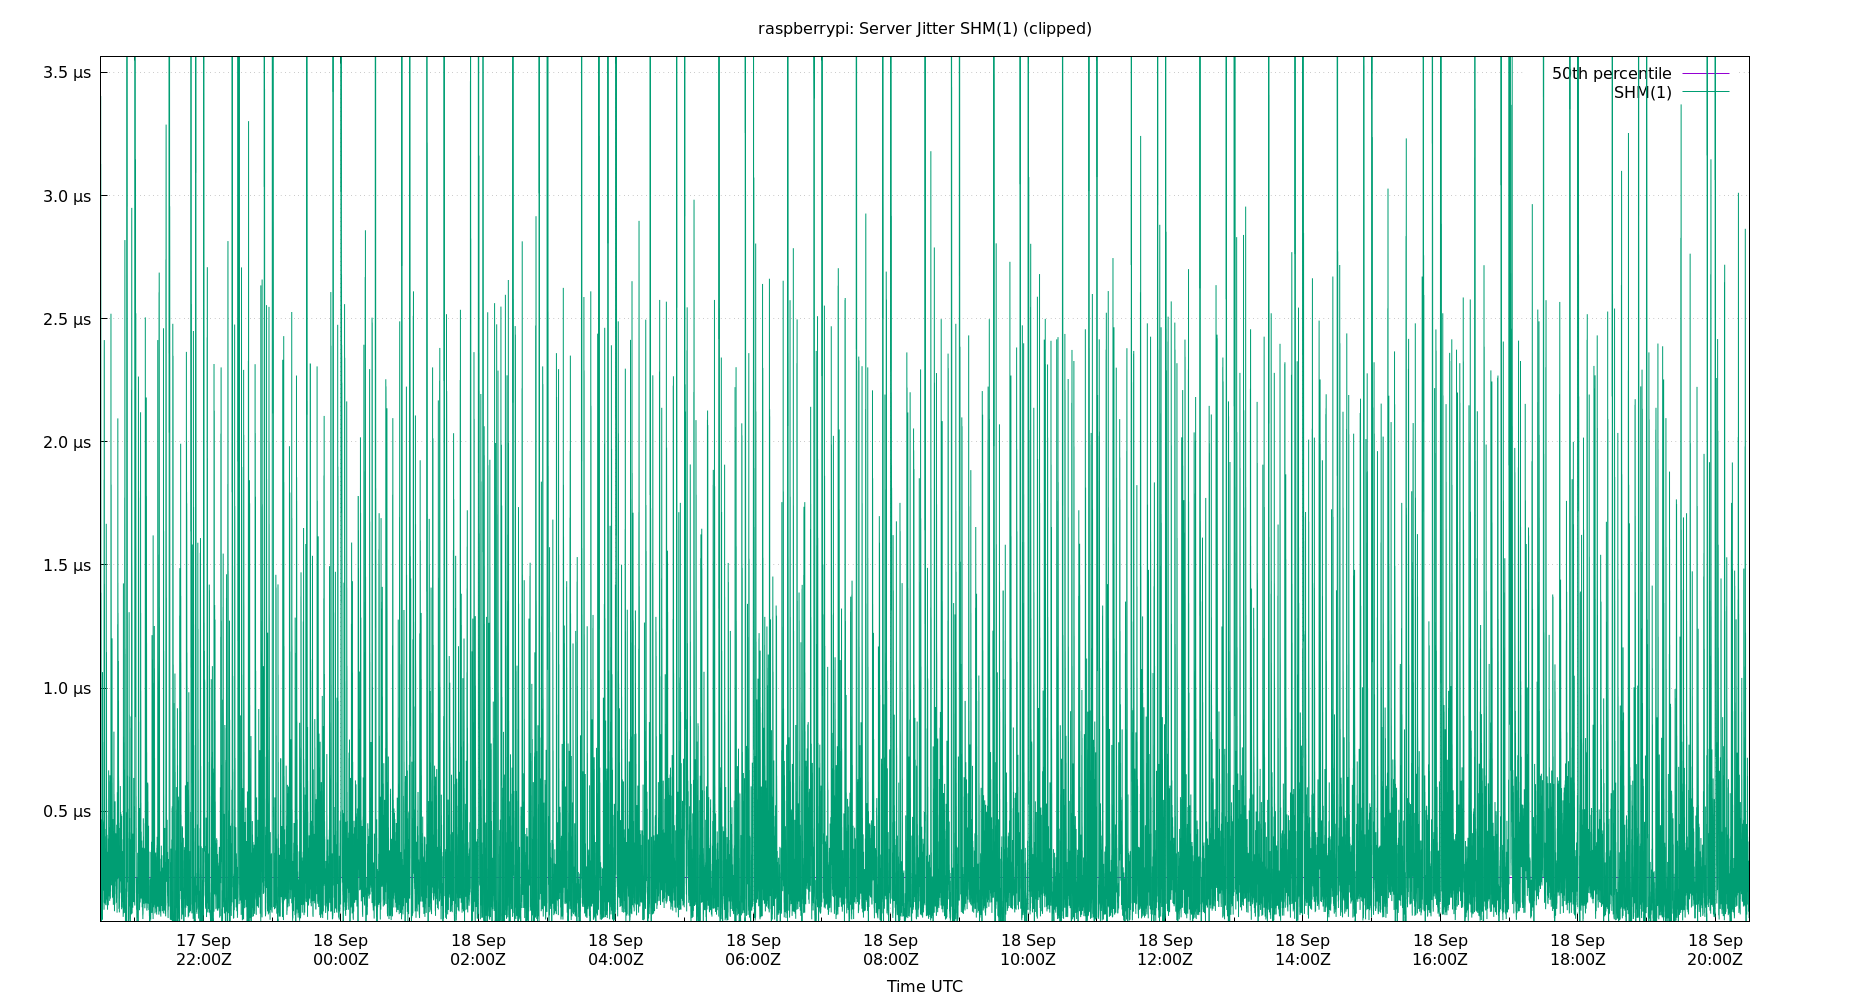 raspberrypi: Server Jitter SHM(1) (clipped)
3.5 µs
3.0 µs
2.5 µs
2.0 µs
1.5 µs
1.0 µs
0.5 µs
50th percentile
SHM(1)
17 Sep
22:00Z
18 Sep
00:00Z
18 Sep
02:00Z
18 Sep
04:00Z
18 Sep
06:00Z
18 Sep
08:00Z
18 Sep
10:00Z
18 Sep
12:00Z
18 Sep
14:00Z
18 Sep
16:00Z
18 Sep
18:00Z
18 Sep
20:00Z
Time UTC